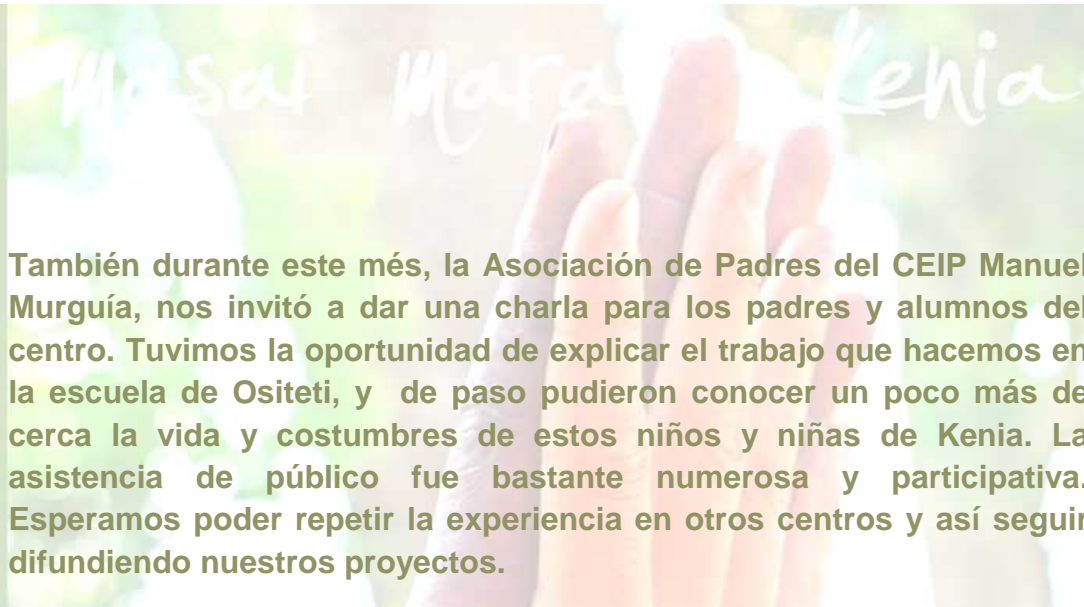 Masai Mara Kenia
También durante este més, la Asociación de Padres del CEIP Manuel
Murguía, nos invitó a dar una charla para los padres y alumnos del
centro. Tuvimos la oportunidad de explicar el trabajo que hacemos en
la escuela de Ositeti, y de paso pudieron conocer un poco más de
cerca la vida y costumbres de estos niños y niñas de Kenia. La
asistencia de público fue bastante numerosa y participativa.
Esperamos poder repetir la experiencia en otros centros y así seguir
difundiendo nuestros proyectos.